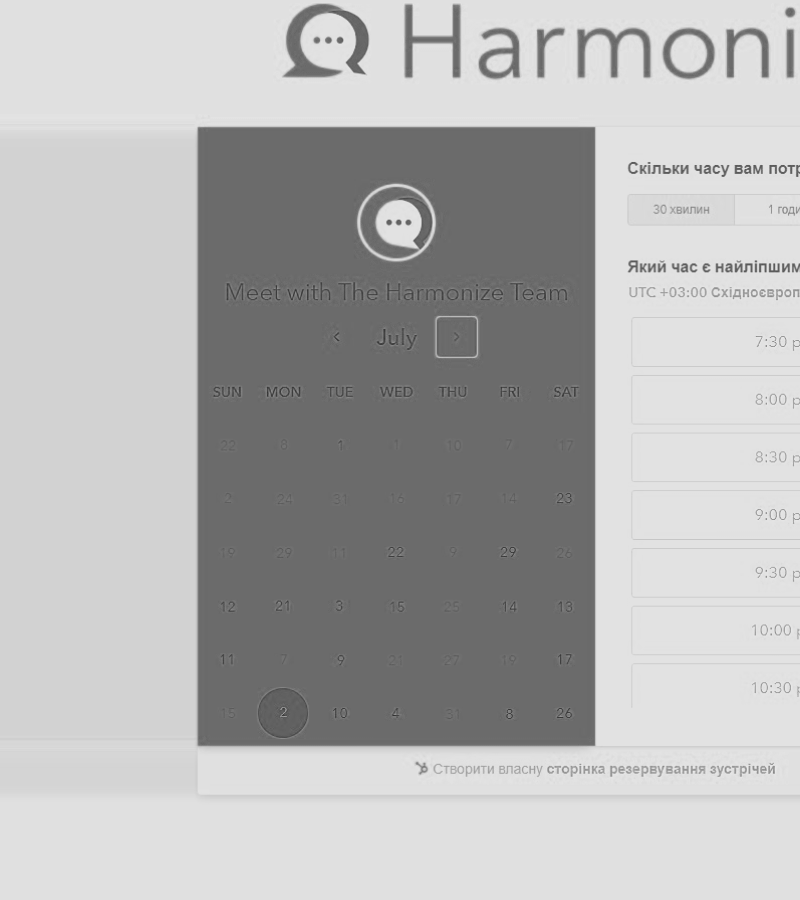 Harmoni
Meet with The Harmonize Team
July
SUN MON TUE WED THU FRI SAT
22 8 1 4 10 7 17
2 24 31 16 17 14 23
19 29 11 22 9 29 26
12 21 3 15 25 14 13
11 7 9 21 27 19 17
15 2 10 4 31 8 26
Скільки часу вам потр
30 хвилин 1 годи
Який час є найліпшим
UTC +03:00 Східноєвроп
7:30 p
8:00 p
8:30 p
9:00 p
9:30 p
10:00 p
10:30 p
Створити власну сторінка резервування зустрічей